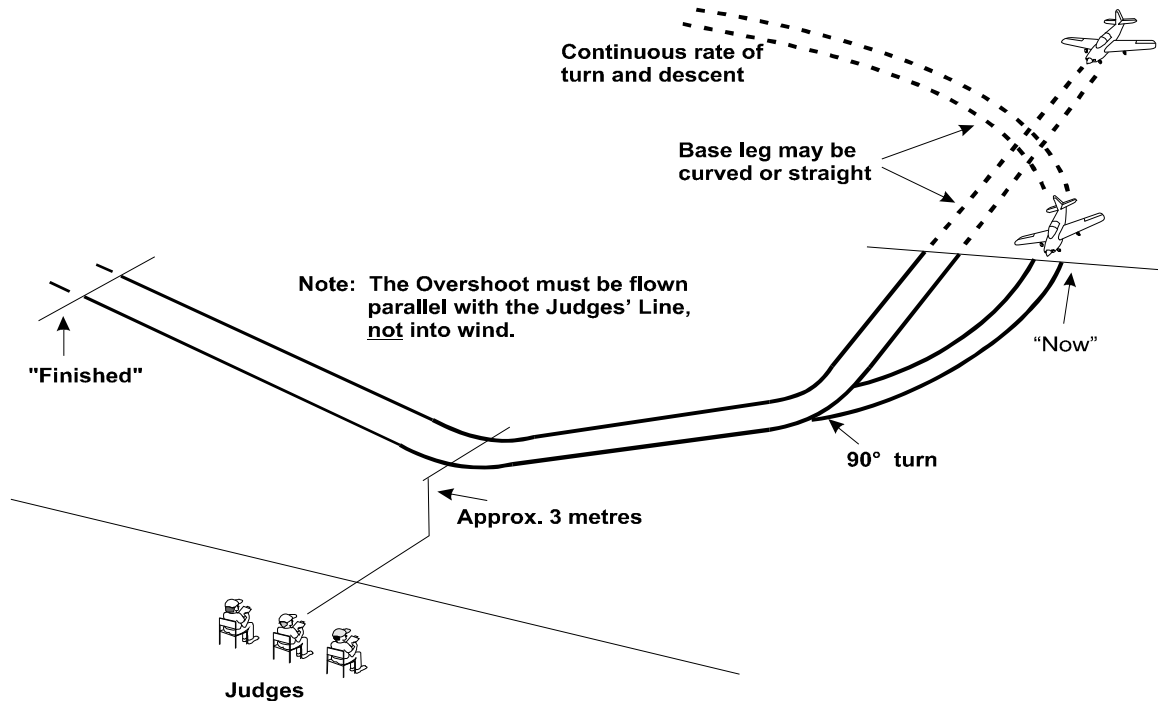 Continuous rate of
turn and descent
Base leg may be
curved or straight
Note: The Overshoot must be flown
parallel with the Judges' Line,
not into wind.
"Finished"
“Now”
90° turn
Approx. 3 metres
Judges